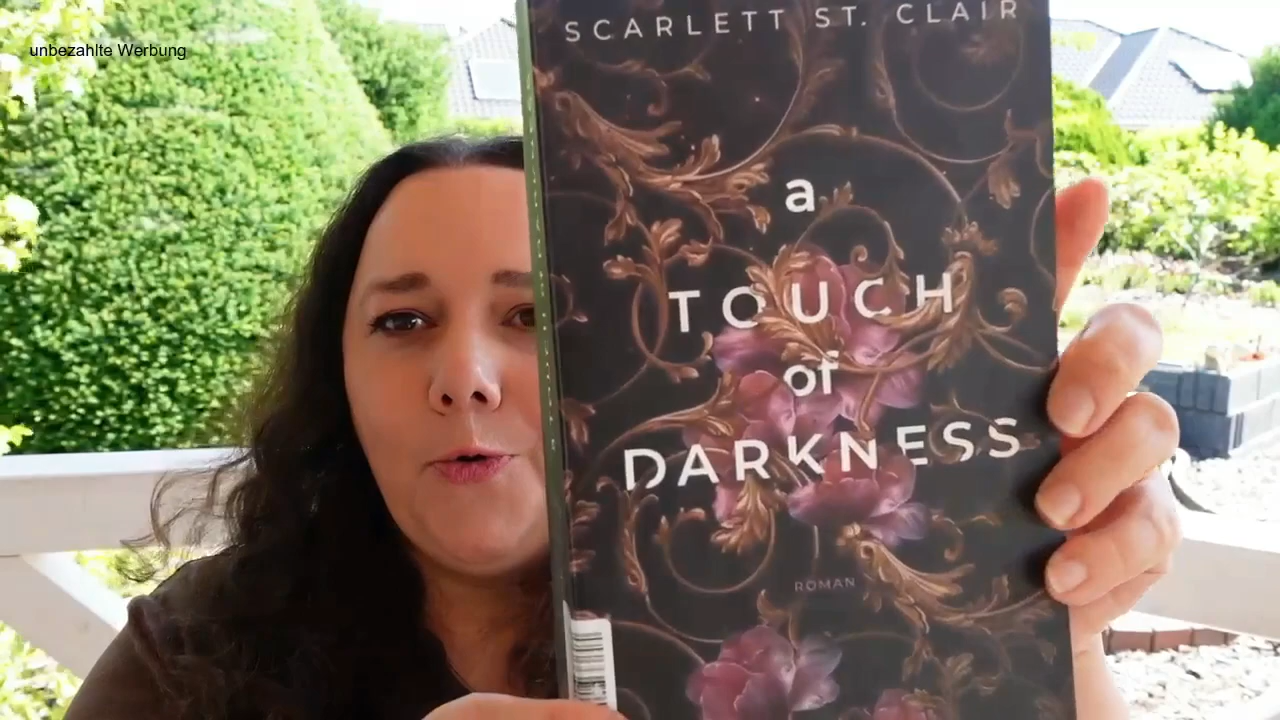 unbezahlte Werbung
SCARLETT ST. CLAIR
a
TOUCH
of
DARKNESS
ROMAN